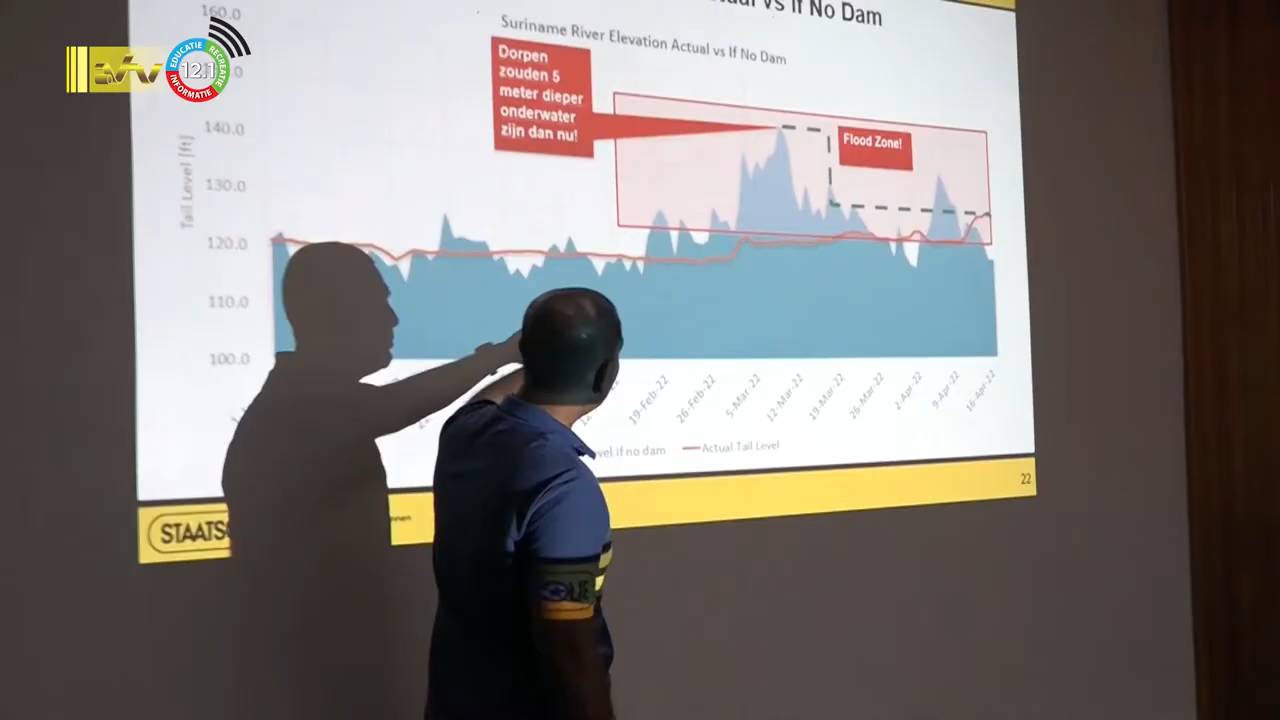 vs If No Dam
Suriname River Elevation Actual vs If No Dam
160.0
140.0
130.0
120.0
110.0
100.0
Tail Level [ft]
Dorpen
zouden 5
meter dieper
onderwater
zijn dan nu!
Flood Zone!
19-Feb-22
26-Feb-22
5-Mar-22
12-Mar-22
19-Mar-22
26-Mar-22
2-Apr-22
9-Apr-22
16-Apr-22
if no dam
Actual Tail Level
22
EDUCATIE
RECREATIE
INFORMATIE
12.1